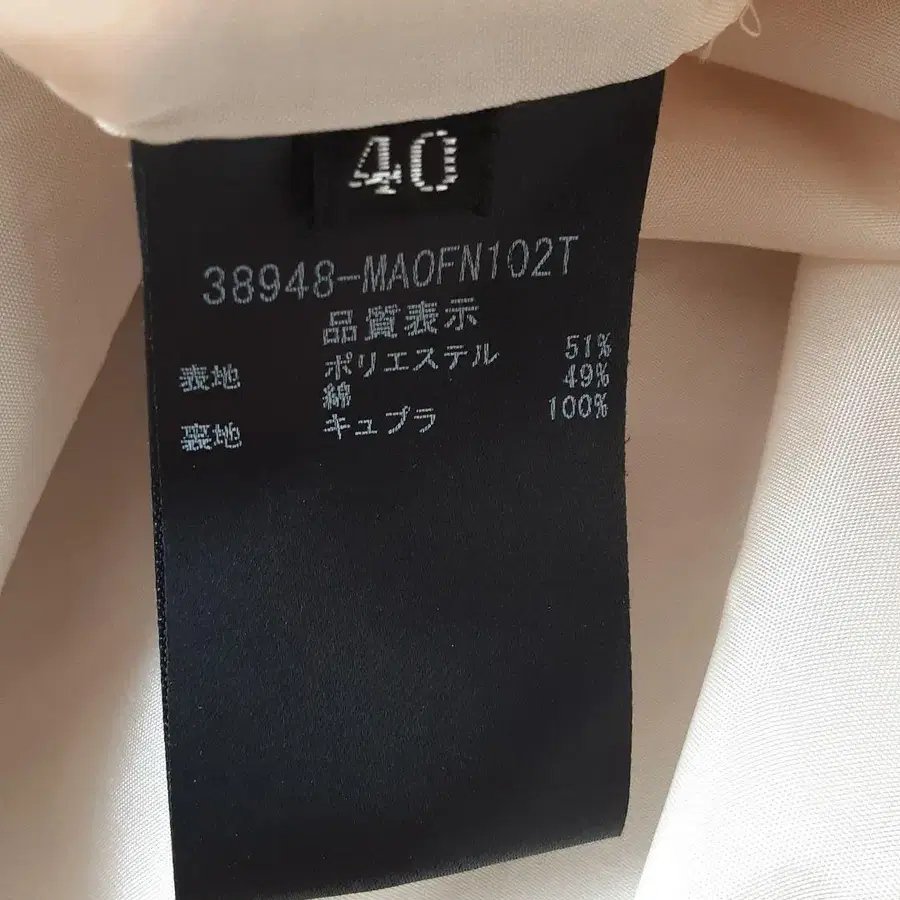 40
38948-MAOFN102T
品質表示
表地 ポリエステル 51%
綿 49%
裏地 キュプラ 100%